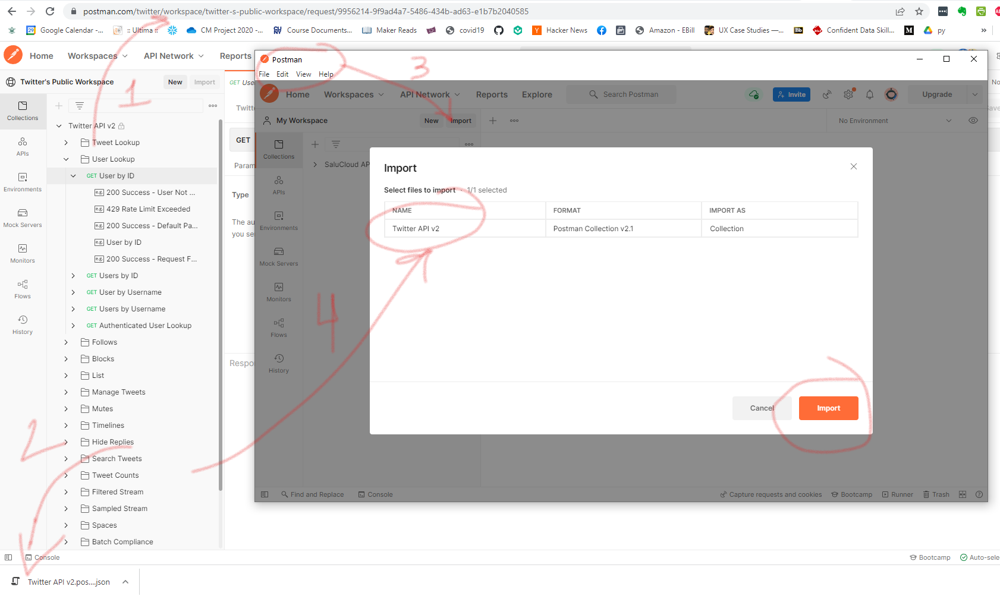 postman.com/twitter/workspace/twitter-s-public-workspace/request/9956214-9f9ad4a7-5486-434b-ad63-e1b7b2040585
Google Calendar -... :: Ultima :: CM Project 2020 -... Course Documents... Maker Reads covid19 Hacker News Amazon - EBill UX Case Studies —... Bb Confident Data Skill... M py »
Home Workspaces API Network Reports
Twitter's Public Workspace New Import
GET User
Collections
APIs
Environments
Mock Servers
Monitors
Flows
History
Twitter API v2
Tweet Lookup
User Lookup
GET User by ID
e.g. 200 Success - User Not ...
e.g. 429 Rate Limit Exceeded
e.g. 200 Success - Default Pa...
e.g. User by ID
e.g. 200 Success - Request F...
GET Users by ID
GET User by Username
GET Users by Username
GET Authenticated User Lookup
Follows
Blocks
List
Manage Tweets
Mutes
Timelines
Hide Replies
Search Tweets
Tweet Counts
Filtered Stream
Sampled Stream
Spaces
Batch Compliance
Twitt
GET
Param
Type
The au
you se
Respo
No
Save
Postman
File Edit View Help
Home Workspaces API Network Reports Explore Search Postman Invite Upgrade
My Workspace New Import No Environment
Collections
APIs
Environments
Mock Servers
Monitors
Flows
History
SaluCloud AP
Import
Select files to import · 1/1 selected
NAME FORMAT IMPORT AS
Twitter API v2 Postman Collection v2.1 Collection
Cancel Import
Find and Replace Console Capture requests and cookies Bootcamp Runner Trash
Console Bootcamp Auto-sele
Twitter API v2.pos....json
1
2
3
4